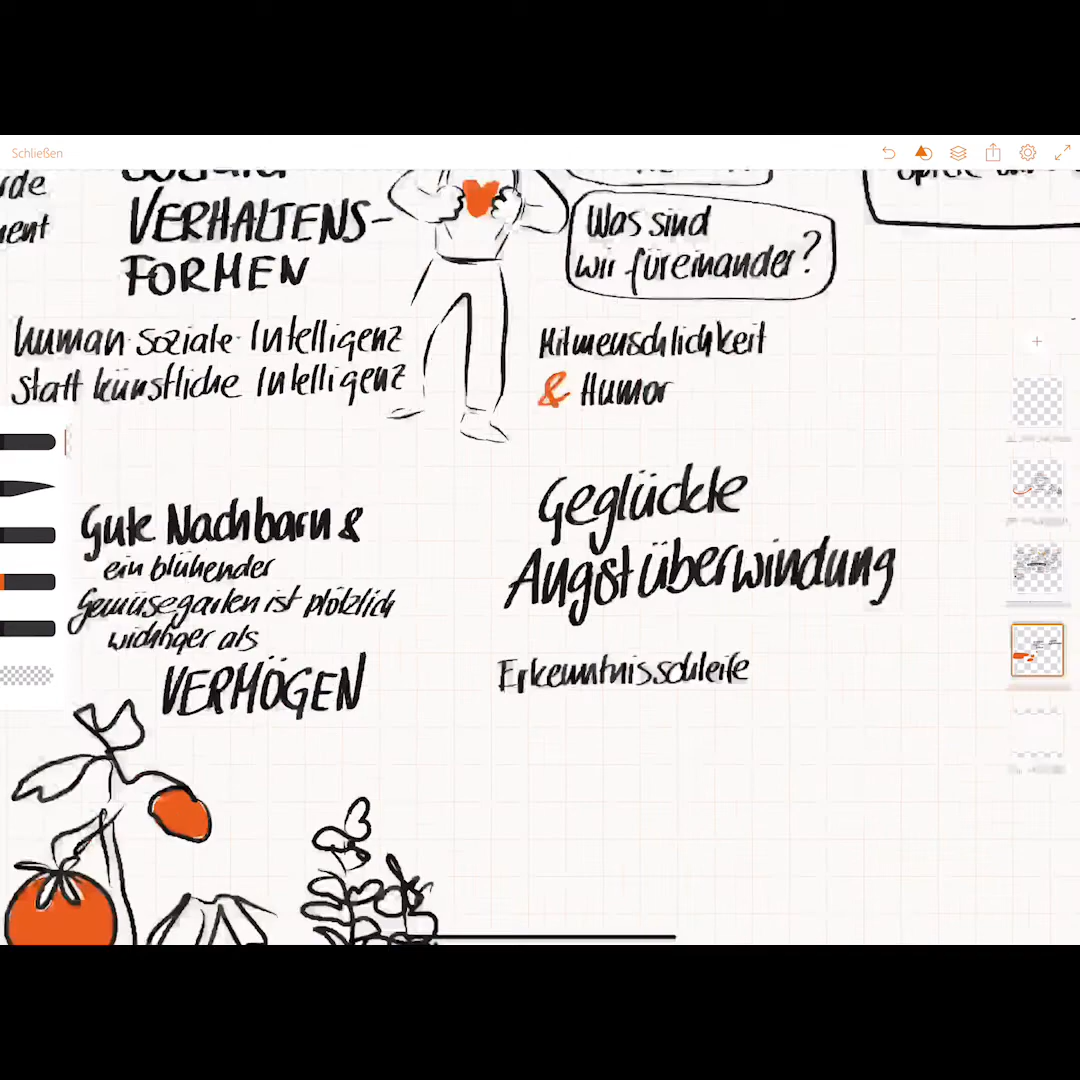 Schließen
VERHALTENS-
FORMEN
human soziale Intelligenz
statt künstliche Intelligenz
Was sind
wir füreinander?
Mitmenschlichkeit
& Humor
Gute Nachbarn &
ein blühender
Gemüsegarten ist plötzlich
wichtiger als
VERMÖGEN
Geglückte
Angstüberwindung
Erkenntnisschleife